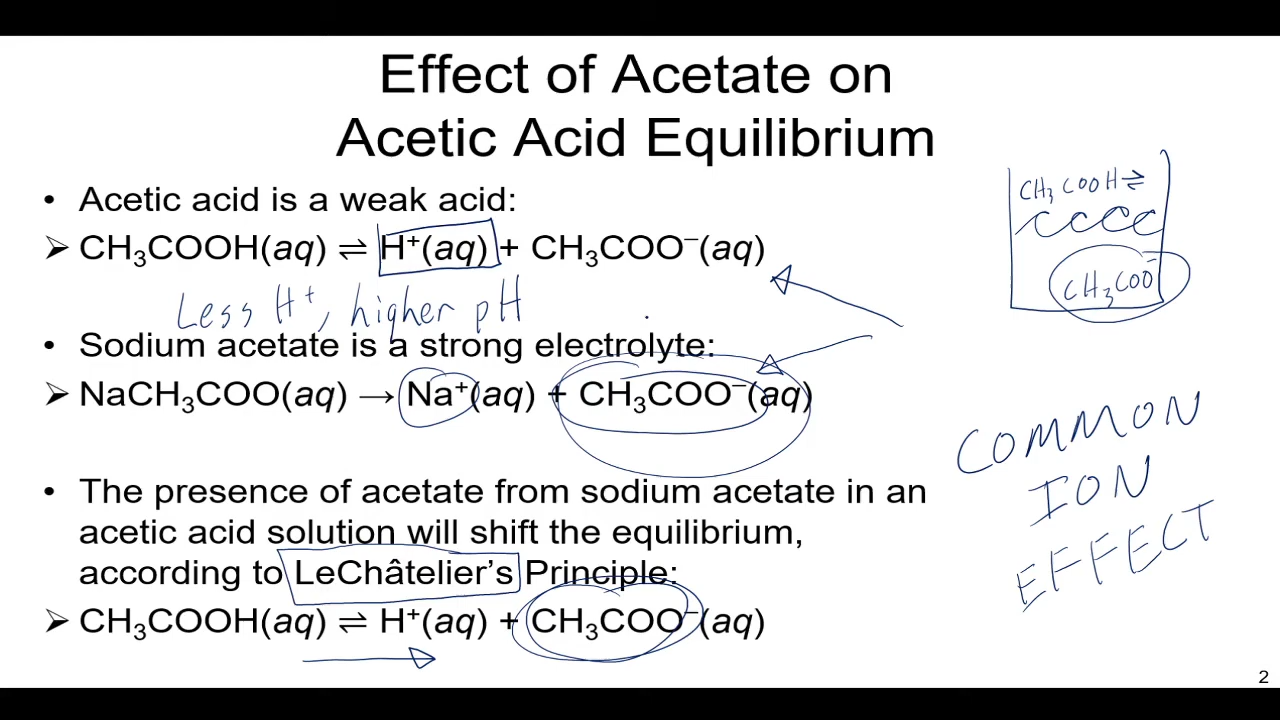 Effect of Acetate on
Acetic Acid Equilibrium
• Acetic acid is a weak acid:
➢ CH₃COOH(aq) ⇌ H⁺(aq) + CH₃COO⁻(aq)
Less H⁺, higher pH
• Sodium acetate is a strong electrolyte:
➢ NaCH₃COO(aq) → Na⁺(aq) + CH₃COO⁻(aq)
• The presence of acetate from sodium acetate in an
acetic acid solution will shift the equilibrium,
according to LeChâtelier’s Principle:
➢ CH₃COOH(aq) ⇌ H⁺(aq) + CH₃COO⁻(aq)
CH₃COOH⇌
CH₃COO⁻
COMMON
ION
EFFECT
2